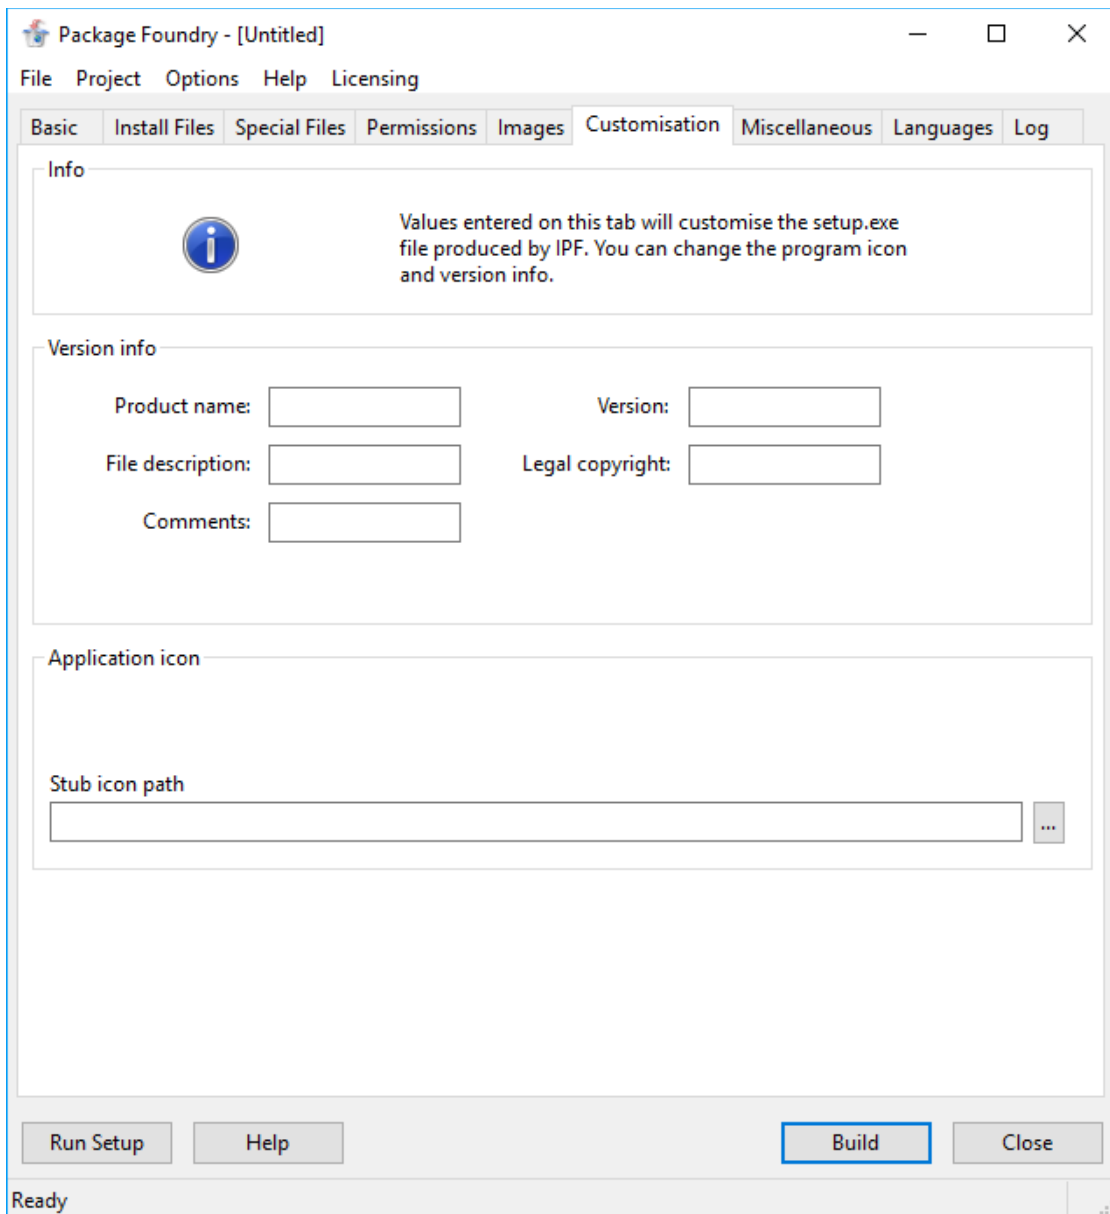 Package Foundry - [Untitled]
File Project Options Help Licensing
Basic Install Files Special Files Permissions Images Customisation Miscellaneous Languages Log
Info
Values entered on this tab will customise the setup.exe
file produced by IPF. You can change the program icon
and version info.
Version info
Product name: Version:
File description: Legal copyright:
Comments:
Application icon
Stub icon path
...
Run Setup Help Build Close
Ready